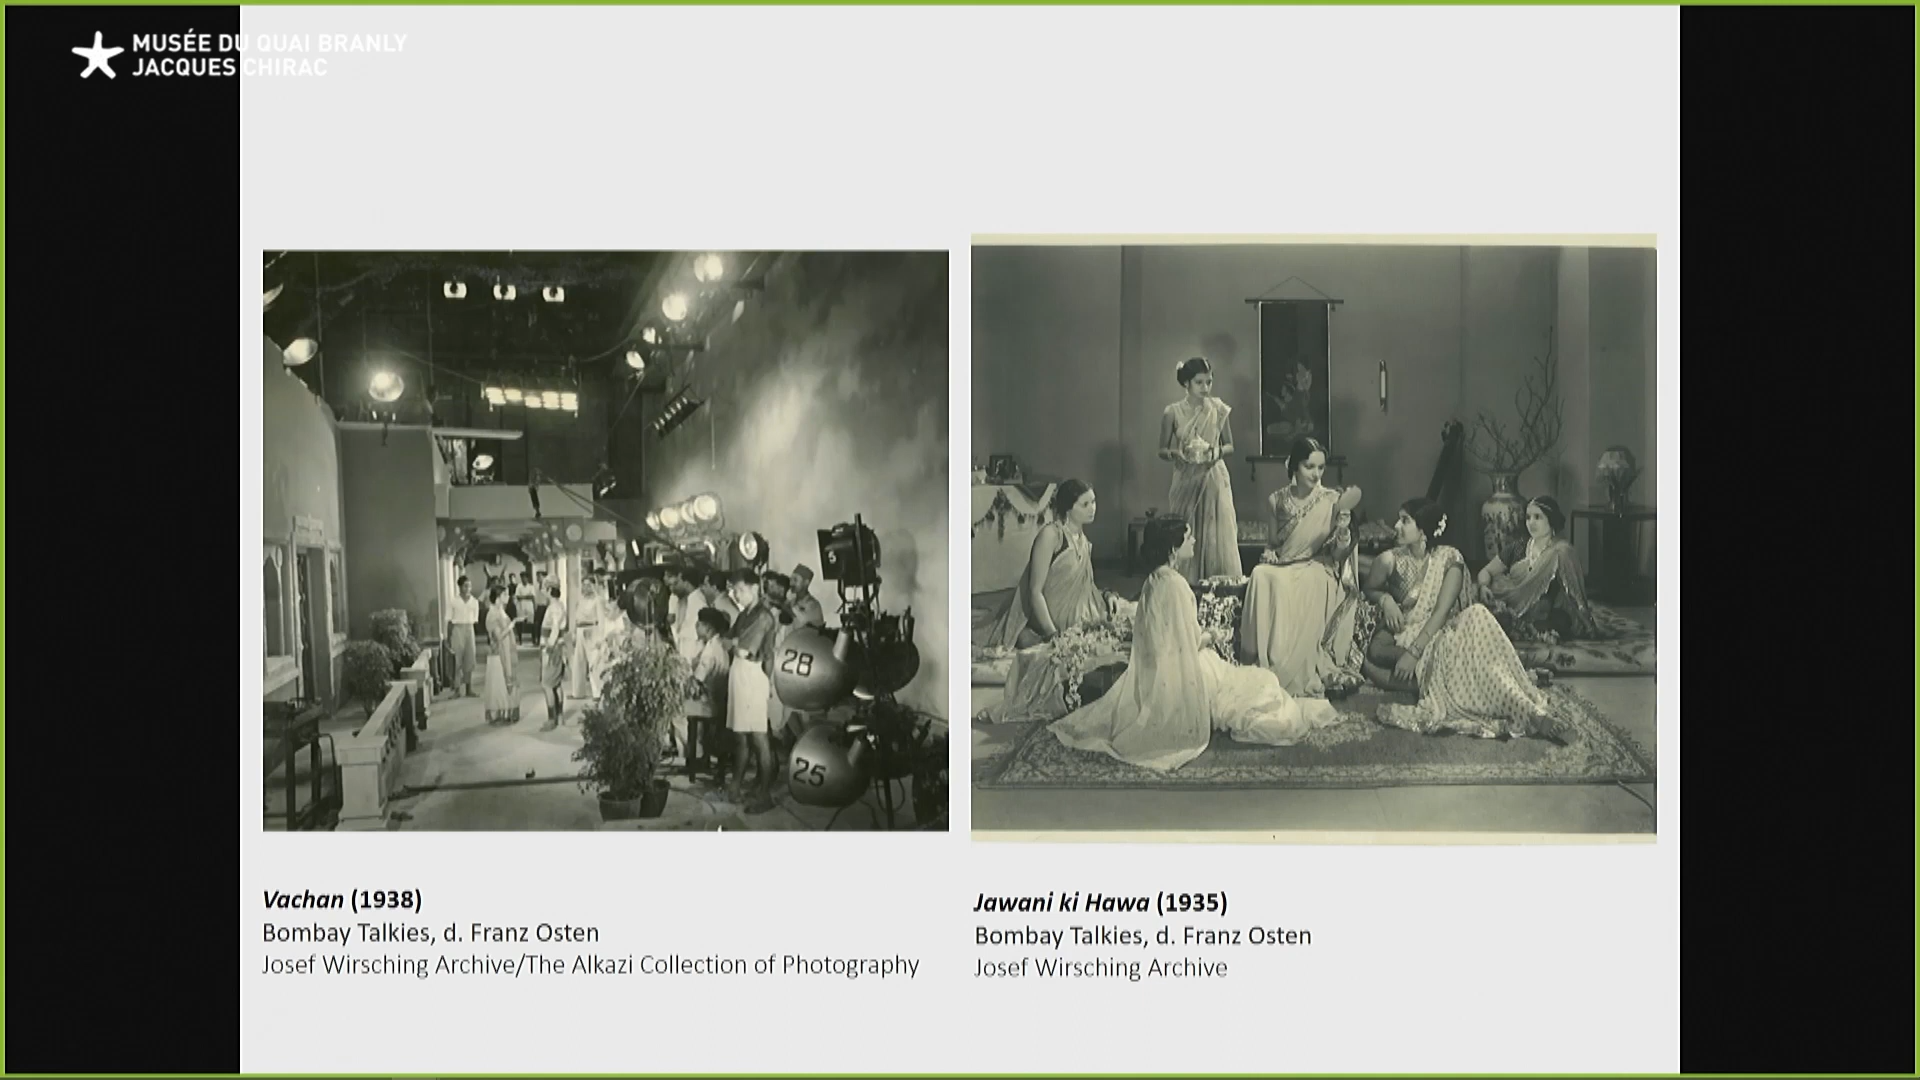 MUSÉE DU QUAI BRANLY
JACQUES CHIRAC
5
28
25
Vachan (1938)
Bombay Talkies, d. Franz Osten
Josef Wirsching Archive/The Alkazi Collection of Photography
Jawani ki Hawa (1935)
Bombay Talkies, d. Franz Osten
Josef Wirsching Archive